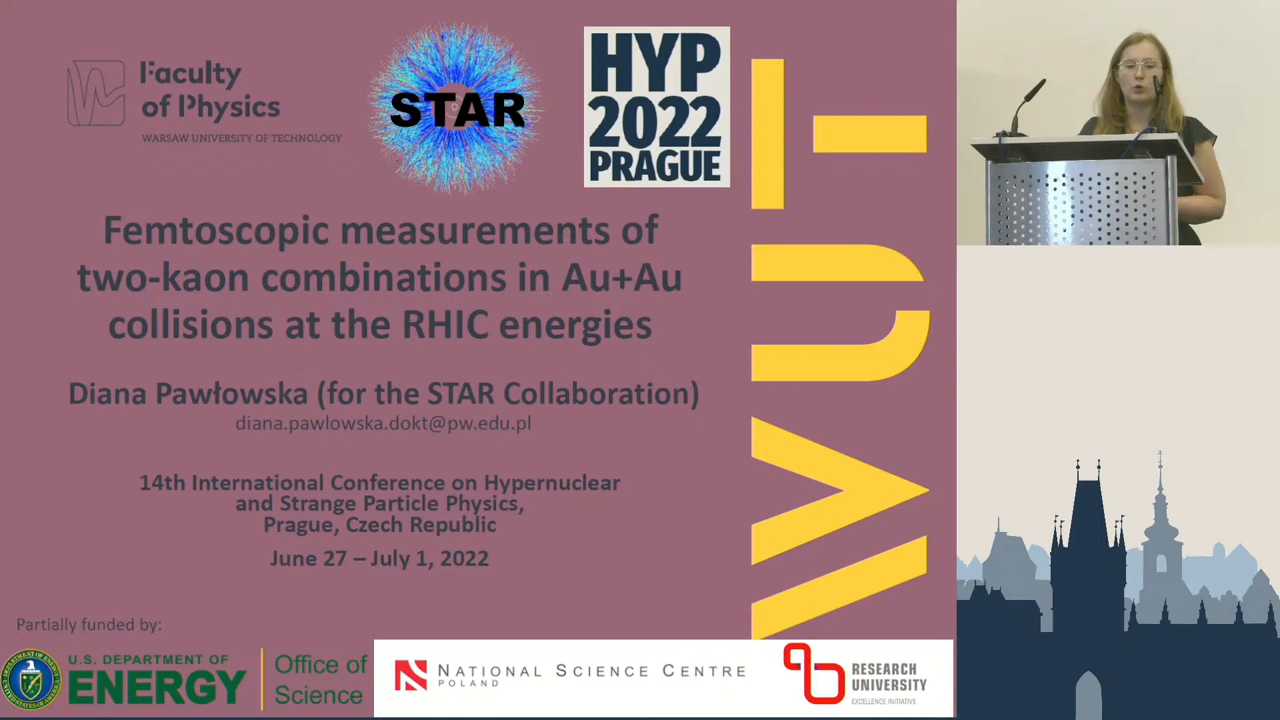 Faculty
of Physics
WARSAW UNIVERSITY OF TECHNOLOGY
STAR
HYP
2022
PRAGUE
Femtoscopic measurements of
two-kaon combinations in Au+Au
collisions at the RHIC energies
Diana Pawłowska (for the STAR Collaboration)
diana.pawlowska.dokt@pw.edu.pl
14th International Conference on Hypernuclear
and Strange Particle Physics,
Prague, Czech Republic
June 27 – July 1, 2022
WUT
Partially funded by:
U.S. DEPARTMENT OF
ENERGY
Office of
Science
NATIONAL SCIENCE CENTRE
POLAND
RESEARCH
UNIVERSITY
EXCELLENCE INITIATIVE